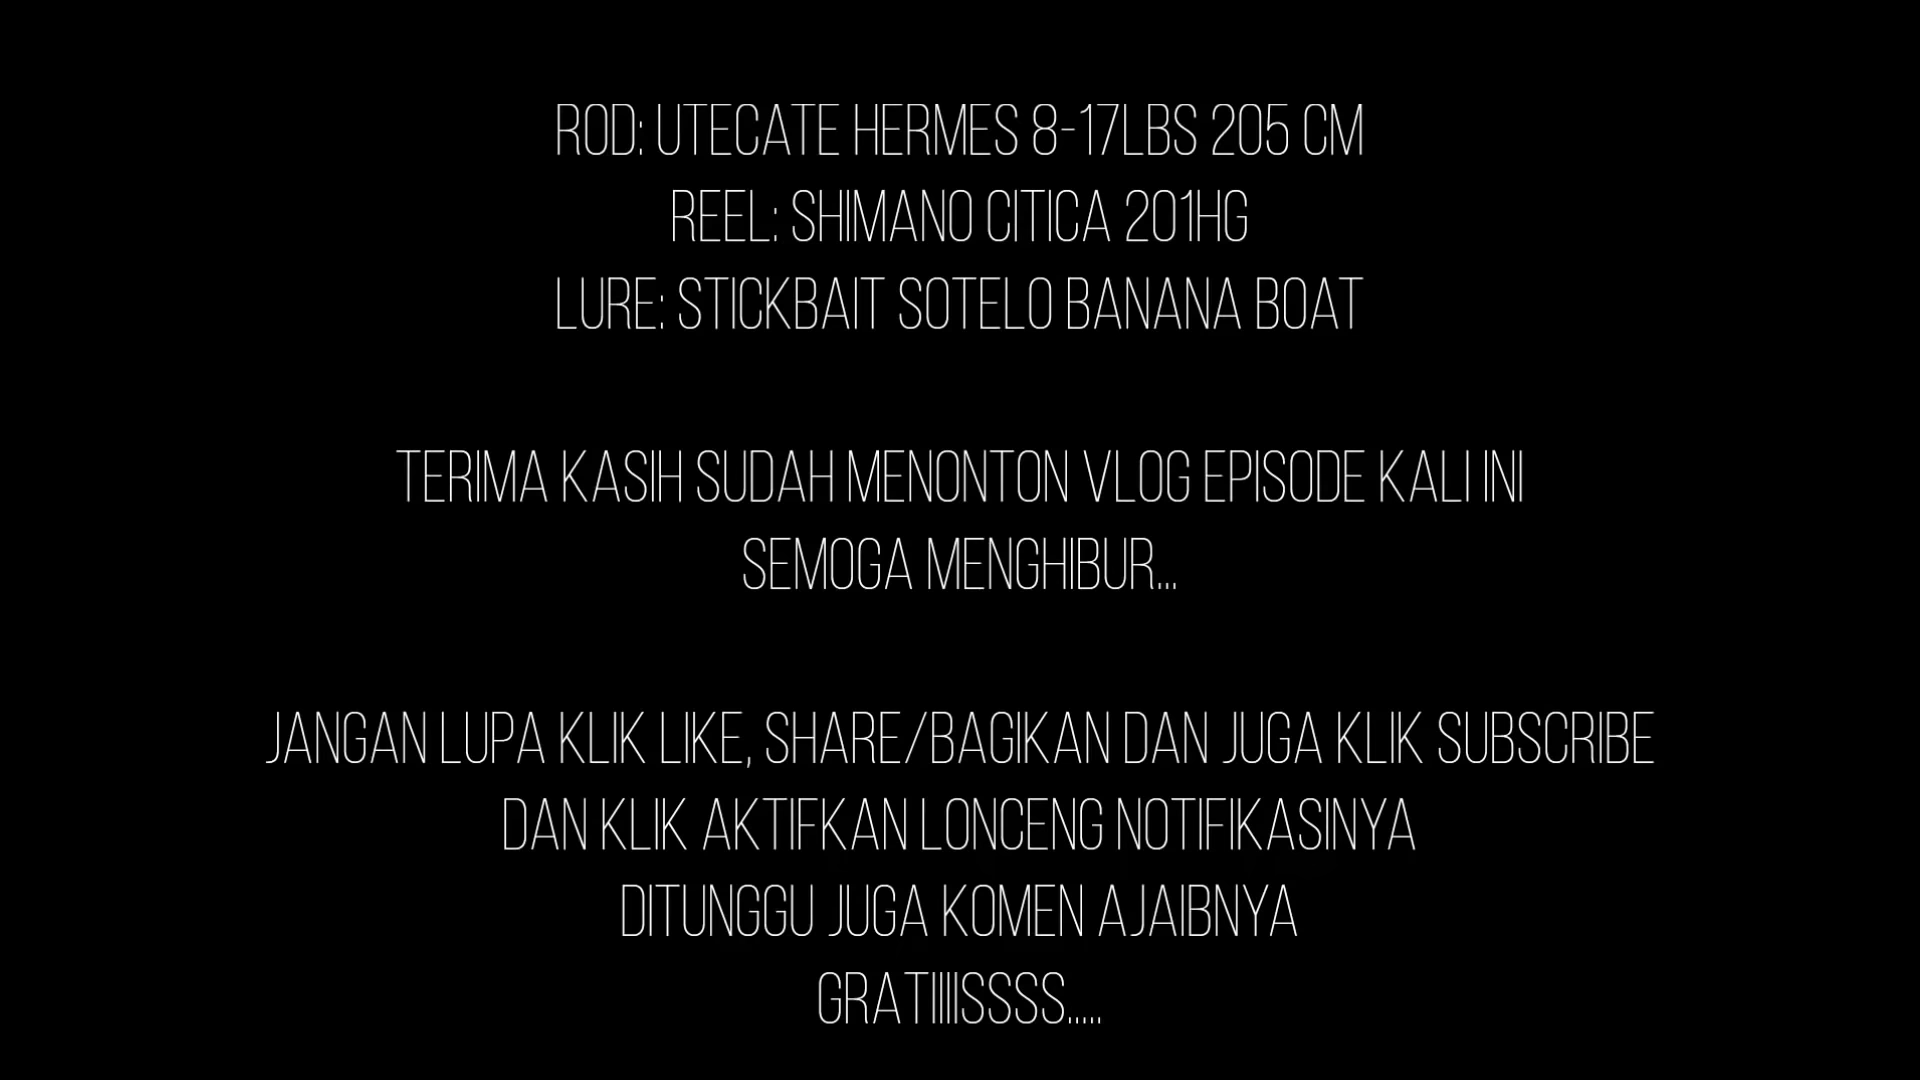 ROD: UTECATE HERMES 8-17LBS 205 CM
REEL: SHIMANO CITICA 201HG
LURE: STICKBAIT SOTELO BANANA BOAT
TERIMA KASIH SUDAH MENONTON VLOG EPISODE KALI INI
SEMOGA MENGHIBUR...
JANGAN LUPA KLIK LIKE, SHARE/BAGIKAN DAN JUGA KLIK SUBSCRIBE
DAN KLIK AKTIFKAN LONCENG NOTIFIKASINYA
DITUNGGU JUGA KOMEN AJAIBNYA
GRATIIIISSSS.....